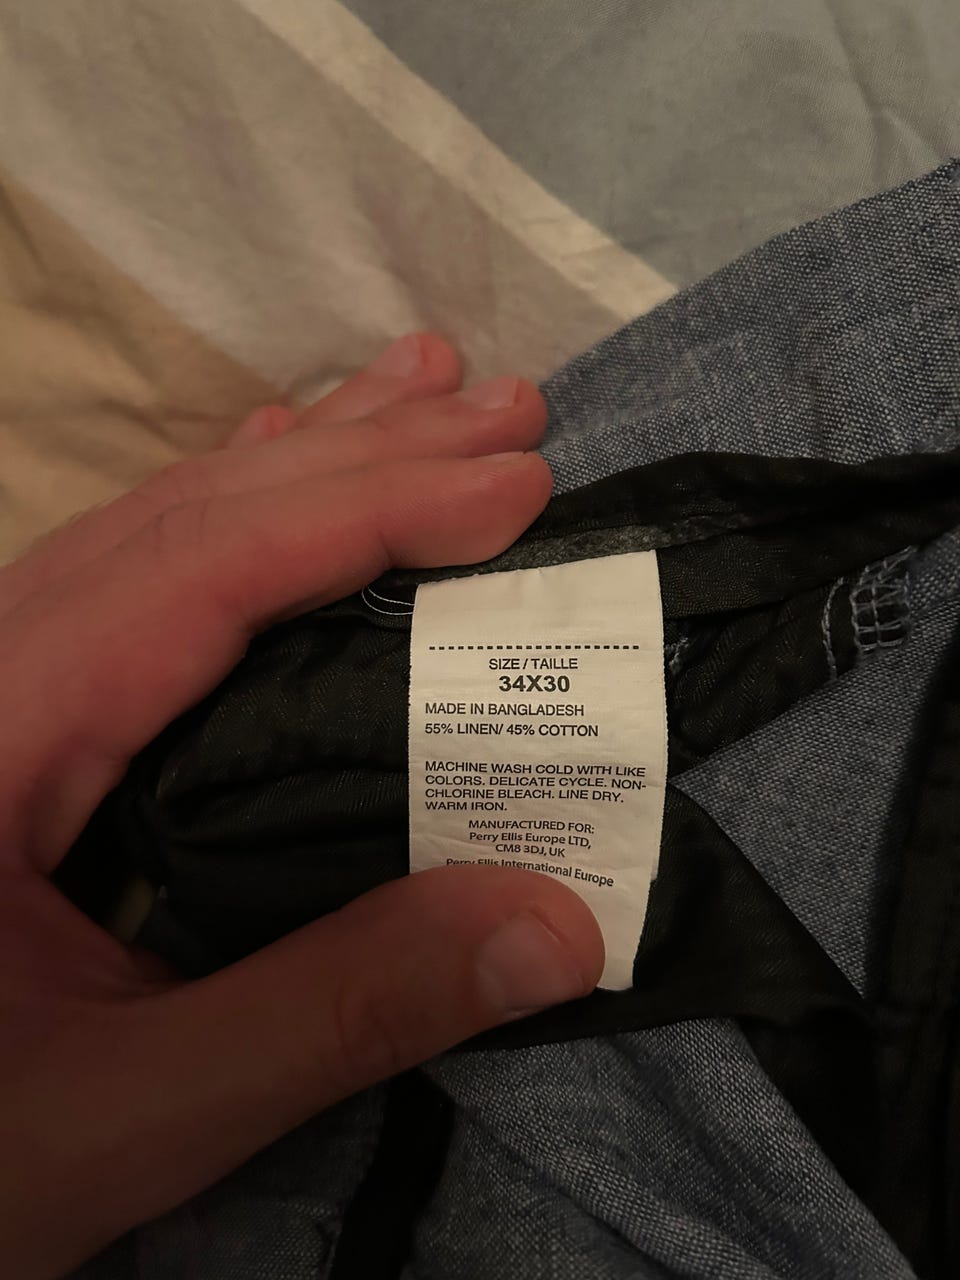 SIZE / TAILLE
34X30
MADE IN BANGLADESH
55% LINEN/ 45% COTTON
MACHINE WASH COLD WITH LIKE
COLORS. DELICATE CYCLE. NON-
CHLORINE BLEACH. LINE DRY.
WARM IRON.
MANUFACTURED FOR:
Perry Ellis Europe LTD,
CM8 3DJ, UK
Perry Ellis International Europe